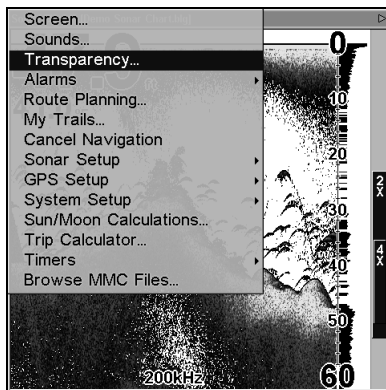 Screen...
Sounds...
Transparency...
Alarms
Route Planning...
My Trails...
Cancel Navigation
Sonar Setup
GPS Setup
System Setup
Sun/Moon Calculations...
Trip Calculator...
Timers
Browse MMC Files...
0
10
20
30
40
50
60
2X
4X
200kHz